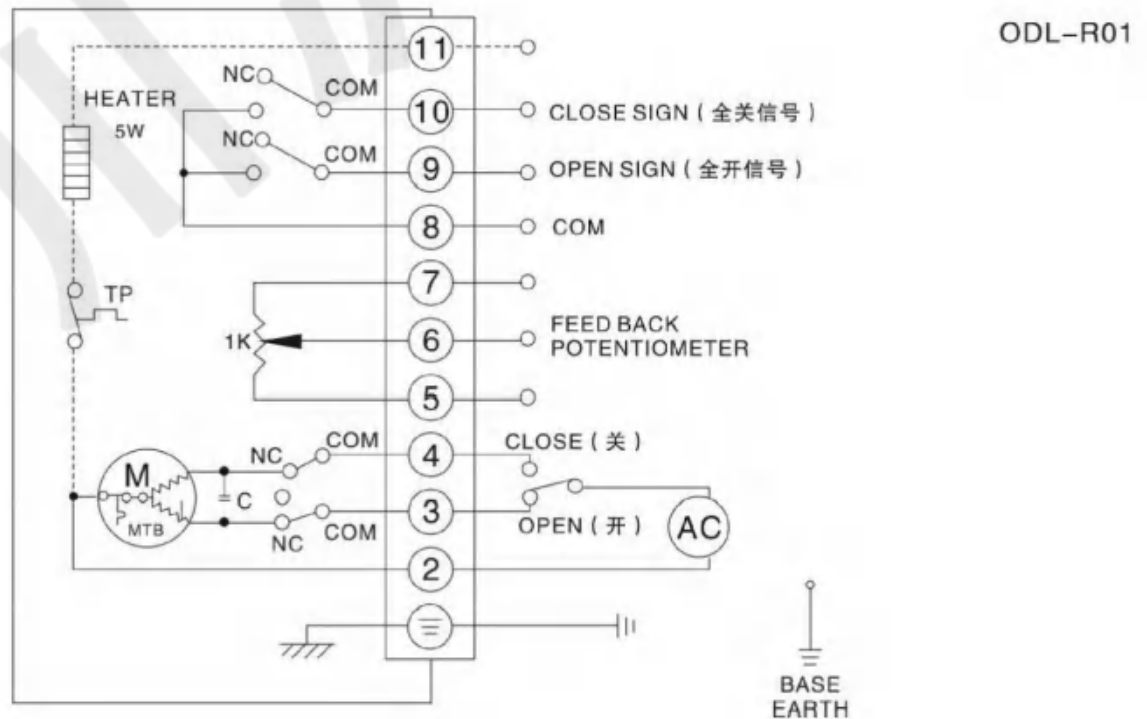 ODL-R01
11
NC
COM
HEATER
5W
10
CLOSE SIGN ( 全关信号 )
NC
COM
9
OPEN SIGN ( 全开信号 )
8
COM
7
TP
1K
6
FEED BACK
POTENTIOMETER
5
NC
COM
4
CLOSE ( 关 )
M
MTB
C
NC
COM
3
OPEN ( 开 )
AC
2
BASE
EARTH